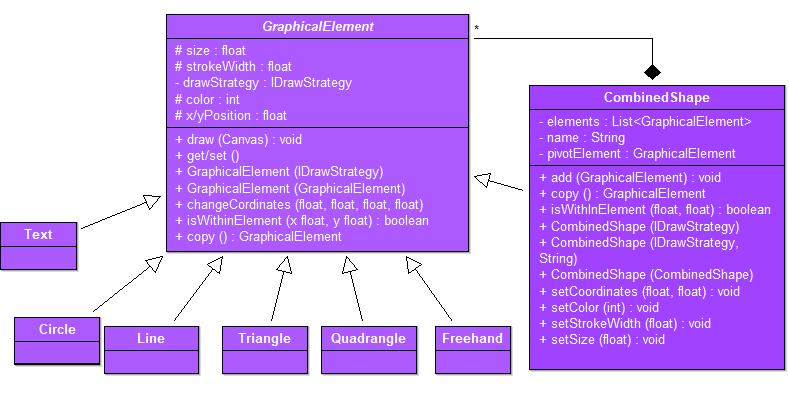 GraphicalElement
# size : float
# strokeWidth : float
- drawStrategy : IDrawStrategy
# color : int
# x/yPosition : float
+ draw (Canvas) : void
+ get/set ()
+ GraphicalElement (IDrawStrategy)
+ GraphicalElement (GraphicalElement)
+ changeCordinates (float, float, float, float)
+ isWithinElement (x float, y float) : boolean
+ copy () : GraphicalElement
*
CombinedShape
- elements : List<GraphicalElement>
- name : String
- pivotElement : GraphicalElement
+ add (GraphicalElement) : void
+ copy () : GraphicalElement
+ isWithInElement (float, float) : boolean
+ CombinedShape (IDrawStrategy)
+ CombinedShape (IDrawStrategy,
String)
+ CombinedShape (CombinedShape)
+ setCoordinates (float, float) : void
+ setColor (int) : void
+ setStrokeWidth (float) : void
+ setSize (float) : void
Text
Circle
Line
Triangle
Quadrangle
Freehand